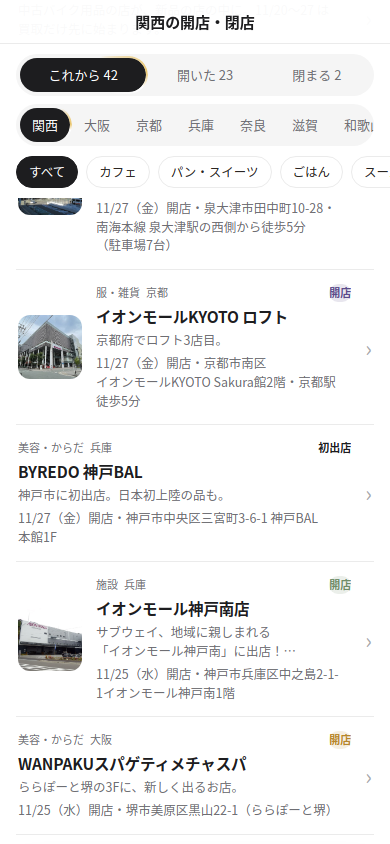 関西の開店・閉店
これから 42
開いた 23
閉まる 2
関西
大阪
京都
兵庫
奈良
滋賀
和歌
すべて
カフェ
パン・スイーツ
ごはん
スー
11/27（金）開店・泉大津市田中町10-28・
南海本線 泉大津駅の西側から徒歩5分
（駐車場7台）
服・雑貨 京都
開店
イオンモールKYOTO ロフト
京都府でロフト3店目。
11/27（金）開店・京都市南区
イオンモールKYOTO Sakura館2階・京都駅
徒歩5分
美容・からだ 兵庫
初出店
BYREDO 神戸BAL
神戸市に初出店。日本初上陸の品も。
11/27（金）開店・神戸市中央区三宮町3-6-1 神戸BAL
本館1F
施設 兵庫
開店
イオンモール神戸南店
サブウェイ、地域に親しまれる
「イオンモール神戸南」に出店！…
11/25（水）開店・神戸市兵庫区中之島2-1-
1イオンモール神戸南1階
美容・からだ 大阪
開店
WANPAKUスパゲティメチャスパ
ららぽーと堺の3Fに、新しく出るお店。
11/25（水）開店・堺市美原区黒山22-1（ららぽーと堺）